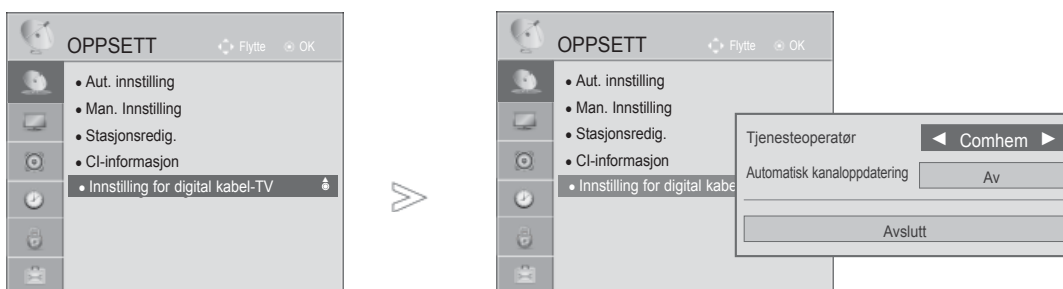 OPPSETT
Flytte
OK
• Aut. innstilling
• Man. Innstilling
• Stasjonsredig.
• CI-informasjon
• Innstilling for digital kabel-TV
OPPSETT
Flytte
OK
• Aut. innstilling
• Man. Innstilling
• Stasjonsredig.
• CI-informasjon
• Innstilling for digital kabe
Tjenesteoperatør
◄ Comhem ►
Automatisk kanaloppdatering
Av
Avslutt